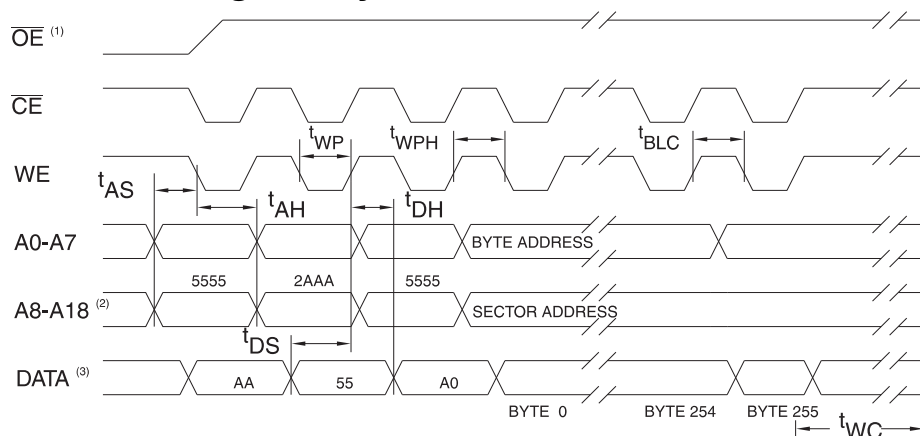 OE (1)
CE
tWP
tWPH
tBLC
WE
tAS
tAH
tDH
A0-A7
BYTE ADDRESS
5555
2AAA
5555
A8-A18 (2)
SECTOR ADDRESS
tDS
DATA (3)
AA
55
A0
BYTE 0
BYTE 254
BYTE 255
tWC